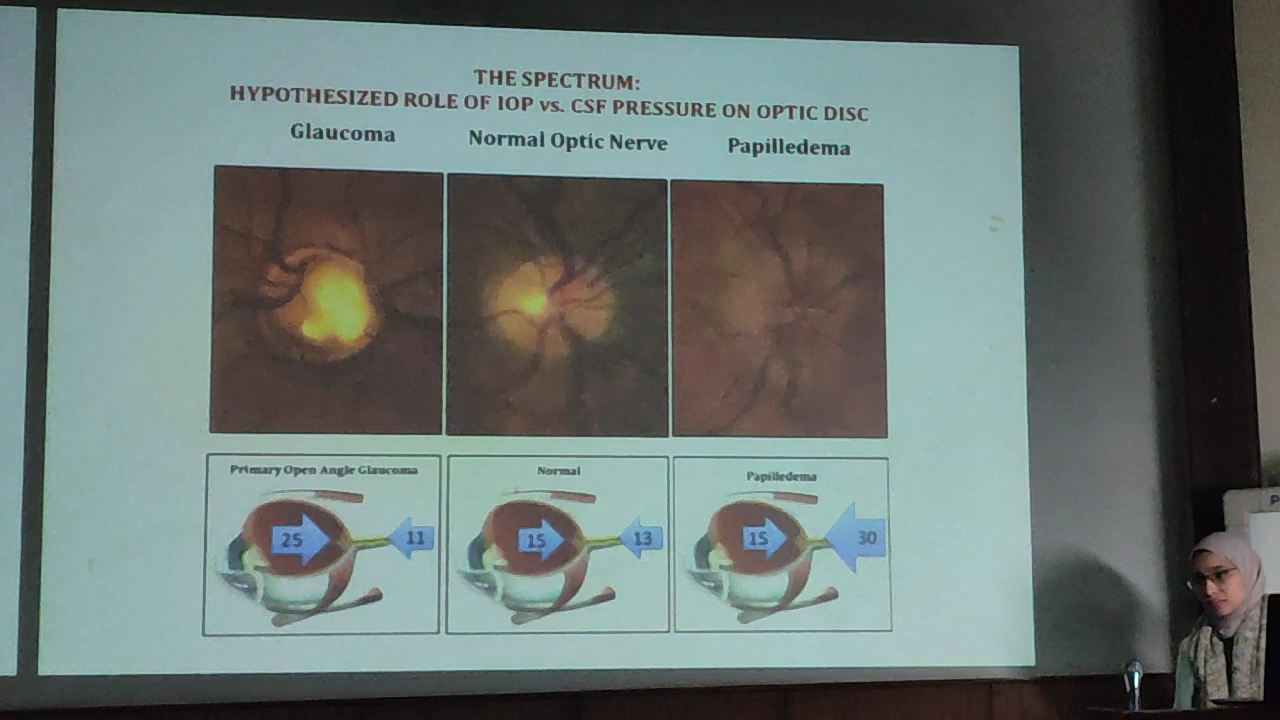 THE SPECTRUM:
HYPOTHESIZED ROLE OF IOP vs. CSF PRESSURE ON OPTIC DISC
Glaucoma
Normal Optic Nerve
Papilledema
Primary Open Angle Glaucoma
Normal
Papilledema
25
11
15
13
15
30
P